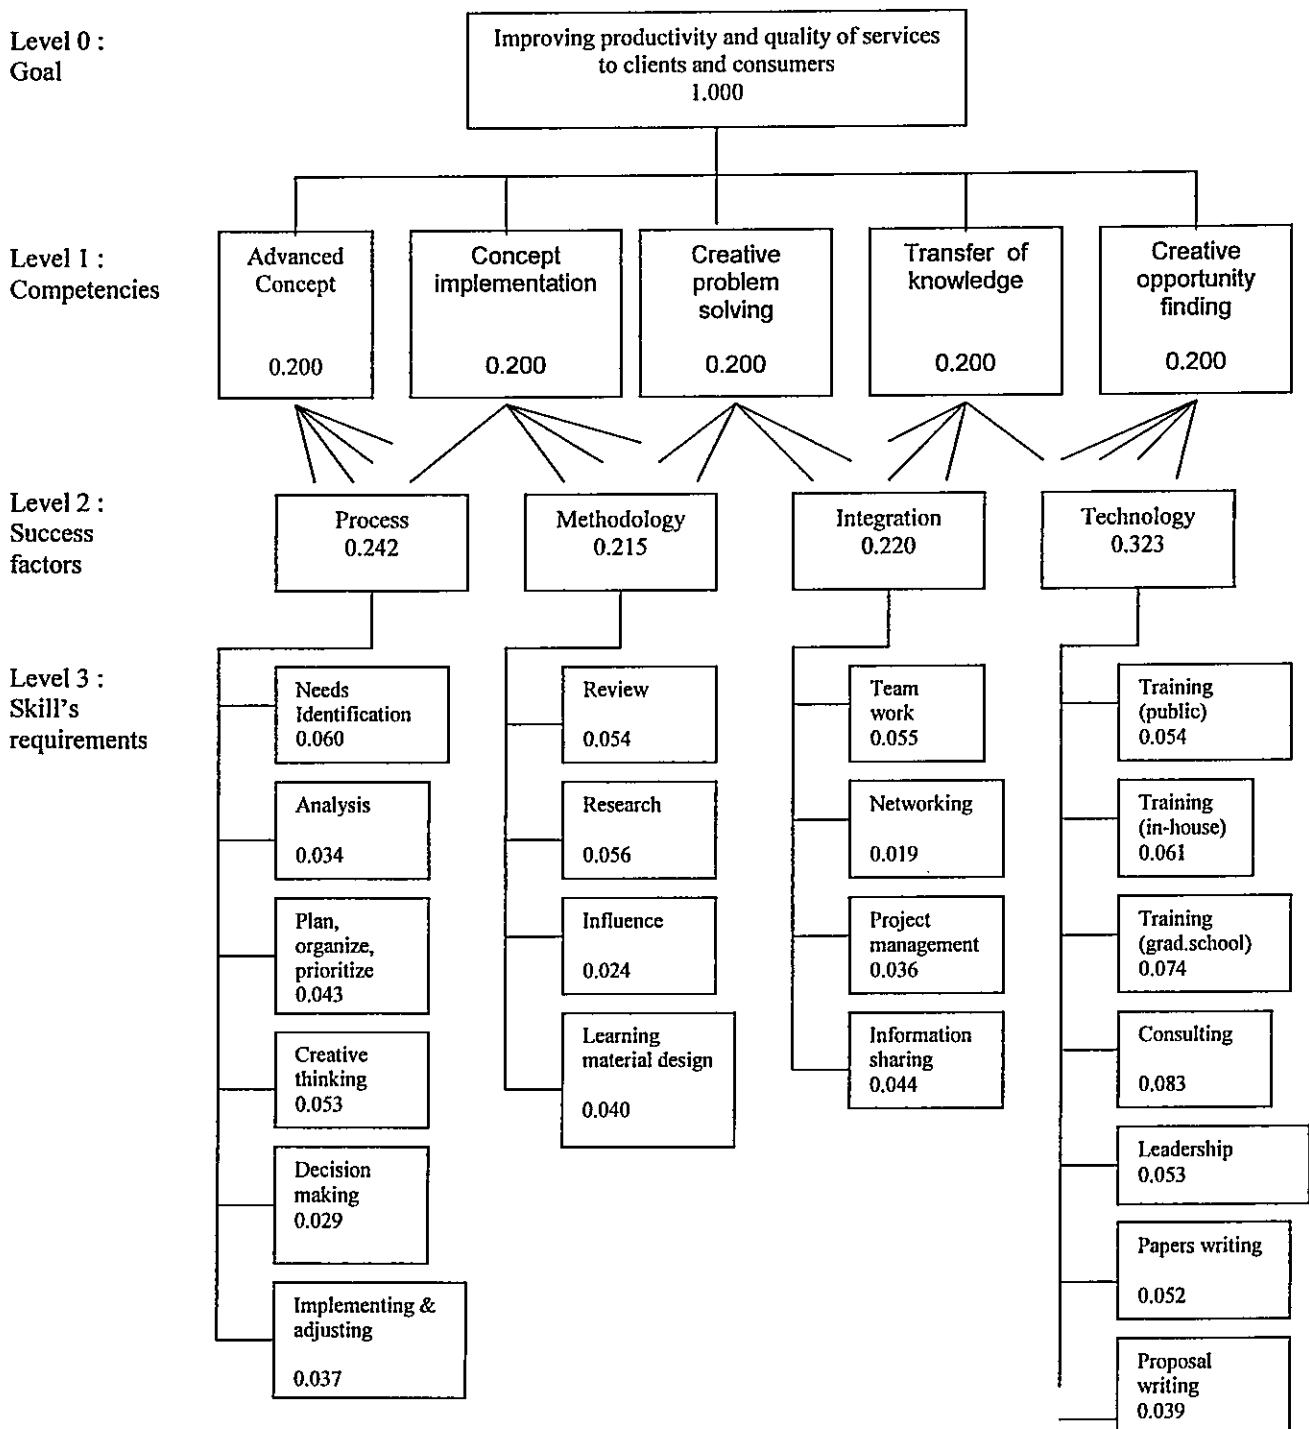 Level 0 :
Goal
Improving productivity and quality of services
to clients and consumers
1.000
Level 1 :
Competencies
Advanced
Concept
0.200
Concept
implementation
0.200
Creative
problem
solving
0.200
Transfer of
knowledge
0.200
Creative
opportunity
finding
0.200
Level 2 :
Success
factors
Process
0.242
Methodology
0.215
Integration
0.220
Technology
0.323
Level 3 :
Skill's
requirements
Needs
Identification
0.060
Analysis
0.034
Plan,
organize,
prioritize
0.043
Creative
thinking
0.053
Decision
making
0.029
Implementing &
adjusting
0.037
Review
0.054
Research
0.056
Influence
0.024
Learning
material design
0.040
Team
work
0.055
Networking
0.019
Project
management
0.036
Information
sharing
0.044
Training
(public)
0.054
Training
(in-house)
0.061
Training
(grad.school)
0.074
Consulting
0.083
Leadership
0.053
Papers writing
0.052
Proposal
writing
0.039